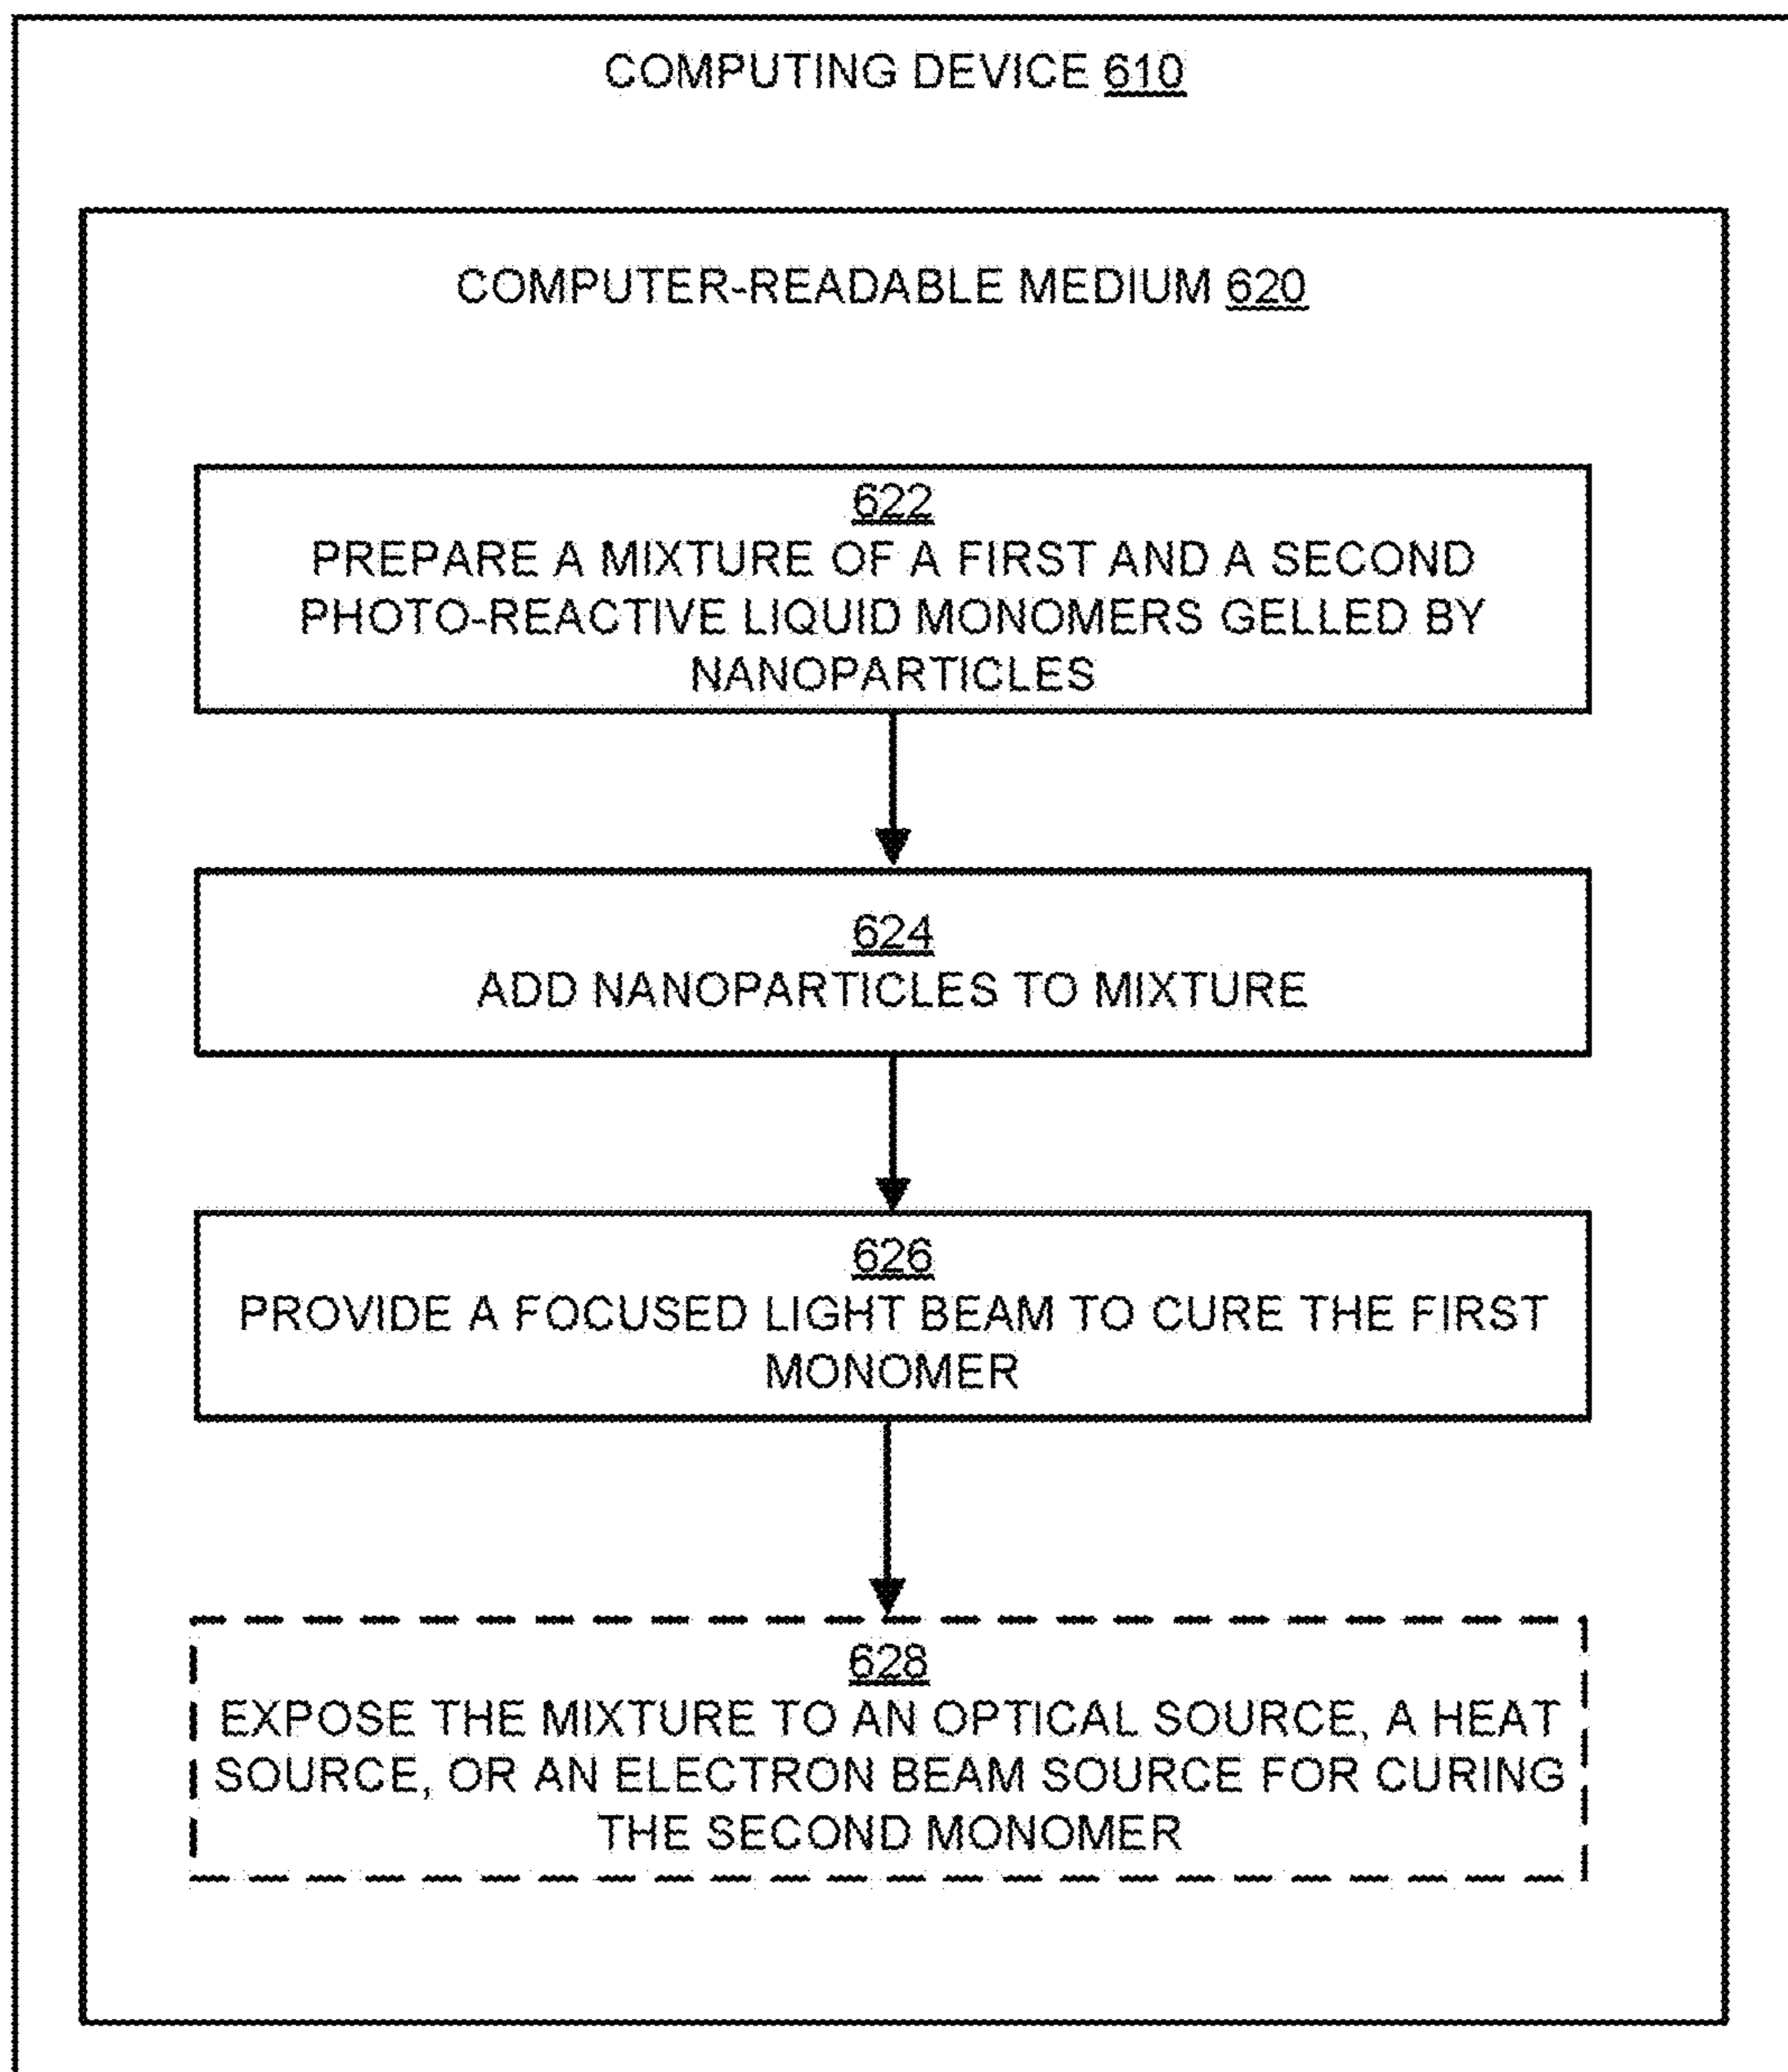 COMPUTING DEVICE 610
COMPUTER-READABLE MEDIUM 620
622
PREPARE A MIXTURE OF A FIRST AND A SECOND
PHOTO-REACTIVE LIQUID MONOMERS GELLED BY
NANOPARTICLES
624
ADD NANOPARTICLES TO MIXTURE
626
PROVIDE A FOCUSED LIGHT BEAM TO CURE THE FIRST
MONOMER
628
EXPOSE THE MIXTURE TO AN OPTICAL SOURCE, A HEAT
SOURCE, OR AN ELECTRON BEAM SOURCE FOR CURING
THE SECOND MONOMER